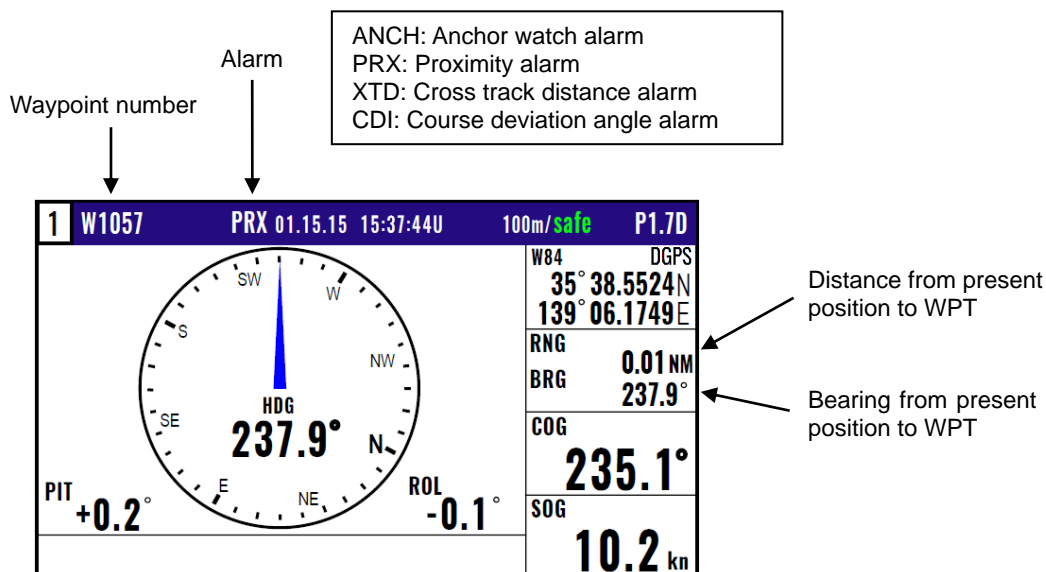 ANCH: Anchor watch alarm
PRX: Proximity alarm
XTD: Cross track distance alarm
CDI: Course deviation angle alarm
Alarm
Waypoint number
1 W1057 PRX 01.15.15 15:37:44U 100m/safe P1.7D
W84 DGPS
35° 38.5524N
139° 06.1749E
RNG 0.01 NM
BRG 237.9°
COG
235.1°
SOG
10.2 kn
SW
W
S
NW
SE
N
E
NE
HDG
237.9°
PIT
+0.2°
ROL
-0.1°
Distance from present
position to WPT
Bearing from present
position to WPT